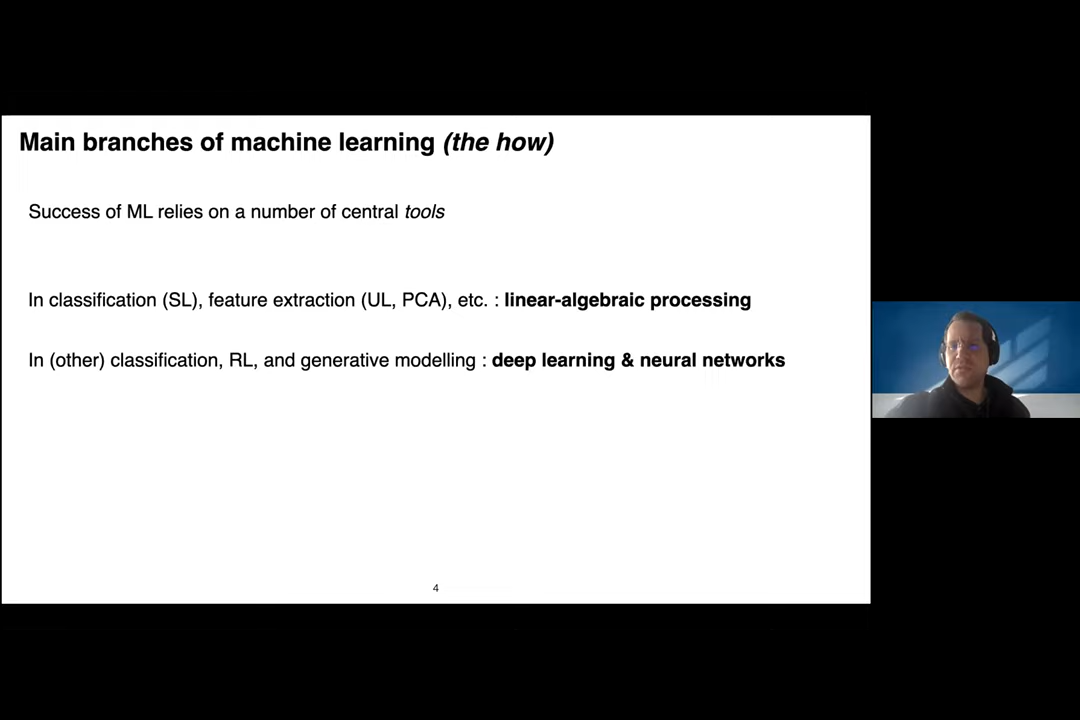 Main branches of machine learning (the how)
Success of ML relies on a number of central tools
In classification (SL), feature extraction (UL, PCA), etc. : linear-algebraic processing
In (other) classification, RL, and generative modelling : deep learning & neural networks
4